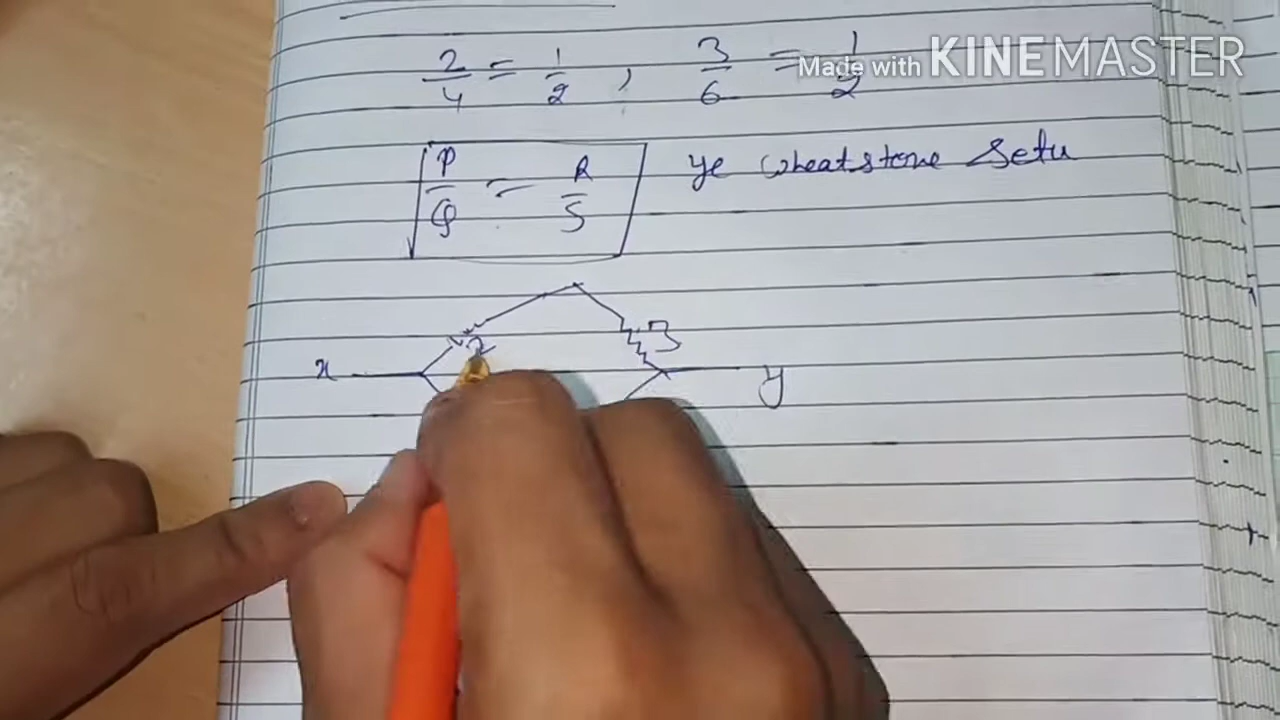 2/4 = 1/2 , 3/6 = 1/2
Made with KINEMASTER
P/Q = R/S ye wheatstone Setu
2 3
x y